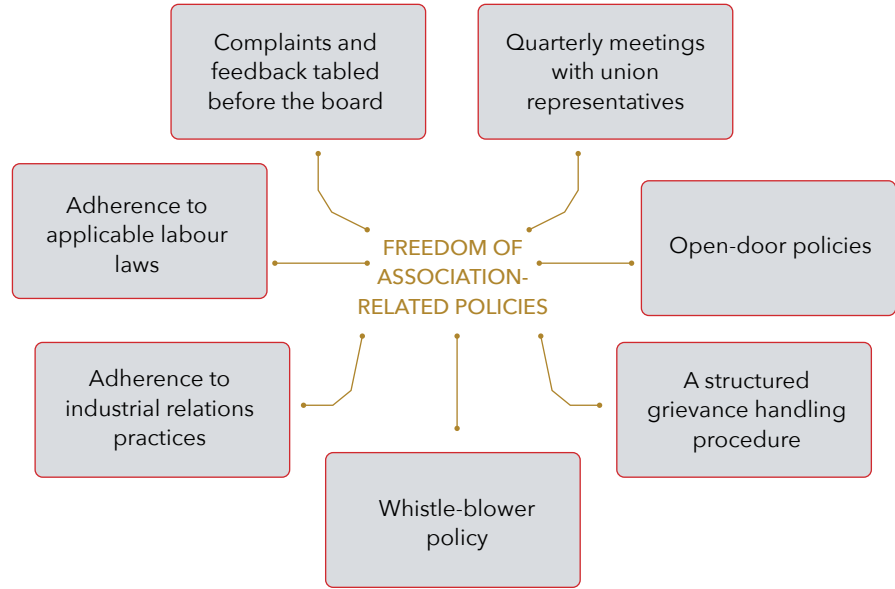 Complaints and
feedback tabled
before the board
Quarterly meetings
with union
representatives
Adherence to
applicable labour
laws
FREEDOM OF
ASSOCIATION-
RELATED POLICIES
Open-door policies
Adherence to
industrial relations
practices
A structured
grievance handling
procedure
Whistle-blower
policy